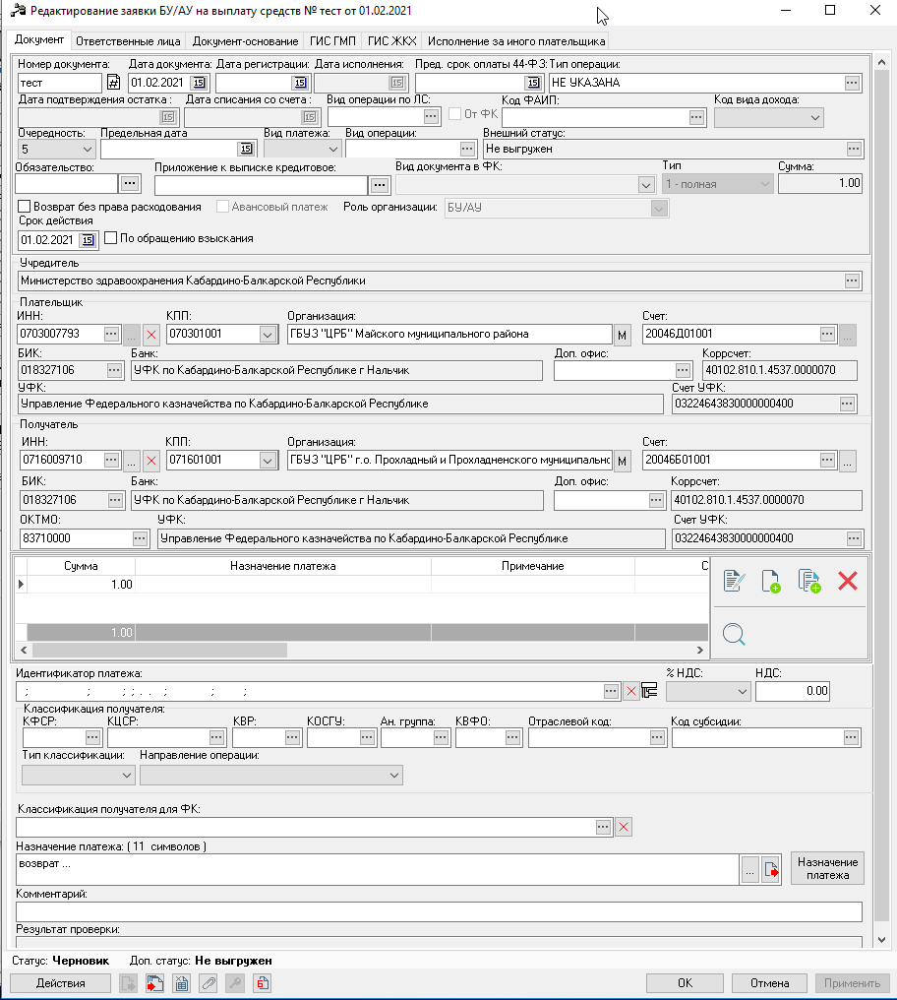 Редактирование заявки БУ/АУ на выплату средств № тест от 01.02.2021
Документ Ответственные лица Документ-основание ГИС ГМП ГИС ЖКХ Исполнение за иного плательщика
Номер документа: Дата документа: Дата регистрации: Дата исполнения: Пред. срок оплаты 44-ФЗ: Тип операции:
тест # 01.02.2021 15 15 15 15 НЕ УКАЗАНА ...
Дата подтверждения остатка : Дата списания со счета : Вид операции по ЛС: От ФК Код ФАИП: Код вида дохода:
15 15 ... ...
Очередность: Предельная дата Вид платежа: Вид операции: Внешний статус:
5 15 ... Не выгружен ...
Обязательство: Приложение к выписке кредитовое: Вид документа в ФК: Тип Сумма:
... ... 1 - полная 1.00
Возврат без права расходования Авансовый платеж Роль организации: БУ/АУ
Срок действия
01.02.2021 15 По обращению взыскания
Учредитель
Министерство здравоохранения Кабардино-Балкарской Республики ...
Плательщик
ИНН: КПП: Организация: Счет:
0703007793 ... ... 070301001 ГБУЗ "ЦРБ" Майского муниципального района М 20046Д01001 ... ...
БИК: Банк: Доп. офис: Коррсчет:
018327106 ... УФК по Кабардино-Балкарской Республике г Нальчик ... 40102.810.1.4537.0000070
УФК: Счет УФК:
Управление Федерального казначейства по Кабардино-Балкарской Республике 03224643830000000400 ...
Получатель
ИНН: КПП: Организация: Счет:
0716009710 ... ... 071601001 ГБУЗ "ЦРБ" г.о. Прохладный и Прохладненского муниципальнс М 20046Б01001 ... ...
БИК: Банк: Доп. офис: Коррсчет:
018327106 ... УФК по Кабардино-Балкарской Республике г Нальчик ... 40102.810.1.4537.0000070
ОКТМО: УФК: Счет УФК:
83710000 ... Управление Федерального казначейства по Кабардино-Балкарской Республике 03224643830000000400 ...
Сумма Назначение платежа Примечание С
1.00
1.00
Идентификатор платежа: % НДС: НДС:
; ; ; ; . . ; ; ; ... 0.00
Классификация получателя:
КФСР: КЦСР: КВР: КОСГУ: Ан. группа: КВФО: Отраслевой код: Код субсидии:
... ... ... ... ... ... ... ...
Тип классификации: Направление операции:
Классификация получателя для ФК:
...
Назначение платежа: ( 11 символов )
возврат ... ... Назначение
платежа
Комментарий:
Результат проверки:
Статус: Черновик Доп. статус: Не выгружен
Действия Б ОК Отмена Применить